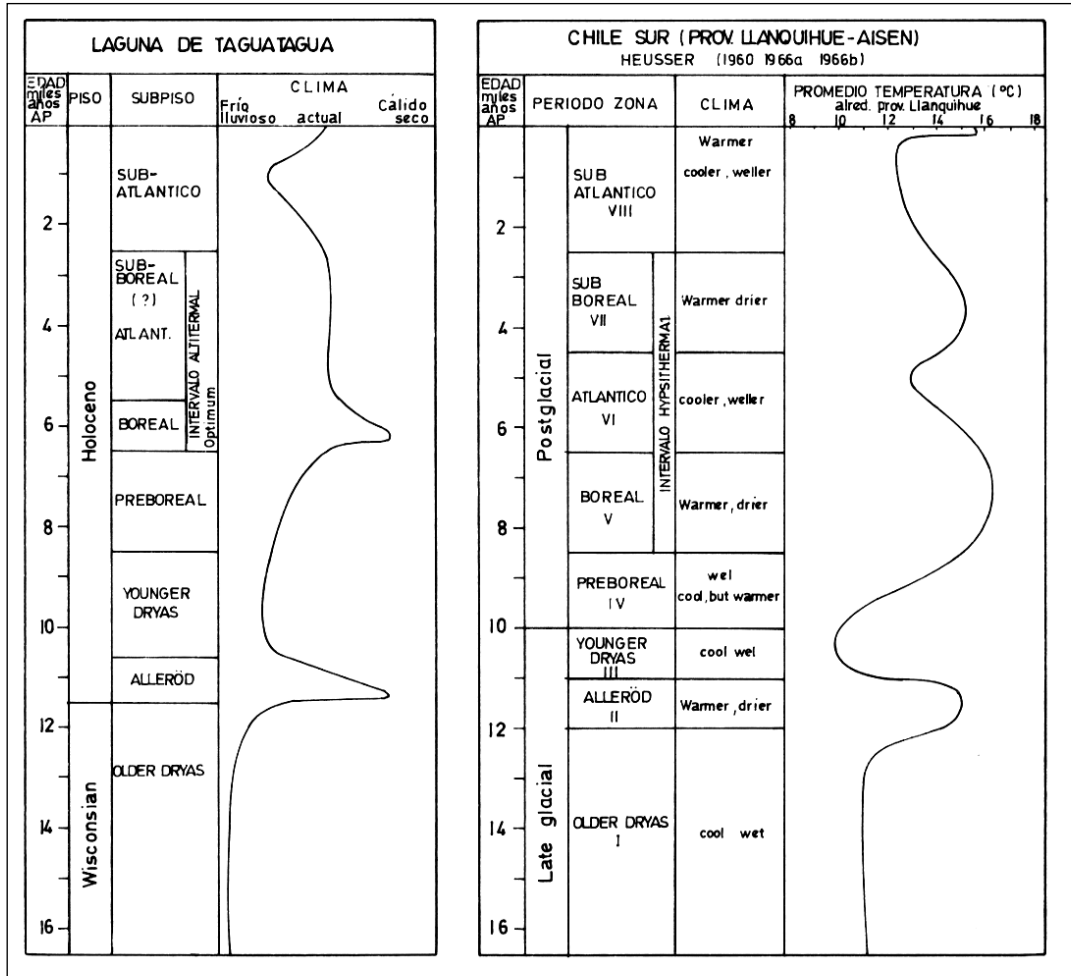 LAGUNA DE TAGUATAGUA
EDAD miles años AP
PISO
SUBPISO
CLIMA
Frío lluvioso
actual
Cálido seco
2
4
6
8
10
12
14
16
Holoceno
Wisconsian
SUB-
ATLANTICO
SUB-
BOREAL
(?)
ATLANT.
INTERVALO ALTITERMAL
Optimum
BOREAL
PREBOREAL
YOUNGER
DRYAS
ALLERÖD
OLDER DRYAS
CHILE SUR (PROV. LLANQUIHUE-AISEN)
HEUSSER (1960 1966a 1966b)
EDAD miles años AP
PERIODO ZONA
CLIMA
PROMEDIO TEMPERATURA (ºC)
alred. prov. Llanquihue
8 10 12 14 16 18
2
4
6
8
10
12
14
16
Postglacial
Late glacial
SUB
ATLANTICO
VIII
Warmer
cooler, weller
SUB
BOREAL
VII
Warmer drier
INTERVALO HYPSITHERMAL
ATLANTICO
VI
cooler, weller
BOREAL
V
Warmer, drier
PREBOREAL
IV
wel
cool, but warmer
YOUNGER
DRYAS
III
cool wel
ALLERÖD
II
Warmer, drier
OLDER DRYAS
I
cool wet